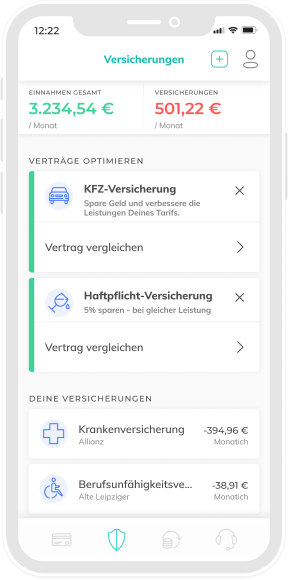 12:22
Versicherungen
EINNAHMEN GESAMT
VERSICHERUNGEN
3.234,54 €
501,22 €
/ Monat
/ Monat
VERTRÄGE OPTIMIEREN
KFZ-Versicherung
Spare Geld und verbessere die
Leistungen Deines Tarifs.
Vertrag vergleichen
Haftpflicht-Versicherung
5% sparen - bei gleicher Leistung
Vertrag vergleichen
DEINE VERSICHERUNGEN
Krankenversicherung
-394,96 €
Allianz
Monatich
Berufsunfähigkeitsve...
-38,91 €
Alte Leipziger
Monatich